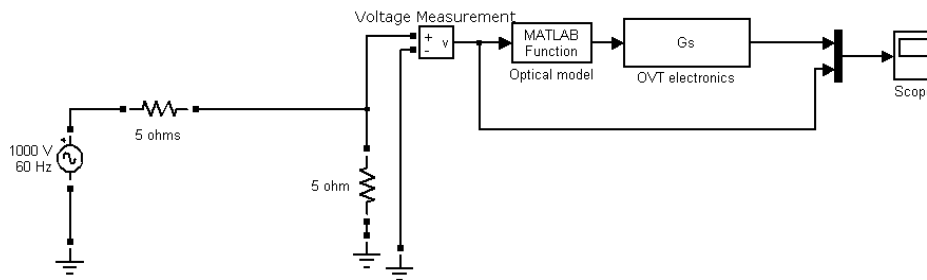 Voltage Measurement
+
-
v
MATLAB
Function
Optical model
Gs
OVT electronics
Scop
5 ohms
1000 V
60 Hz
+
5 ohm